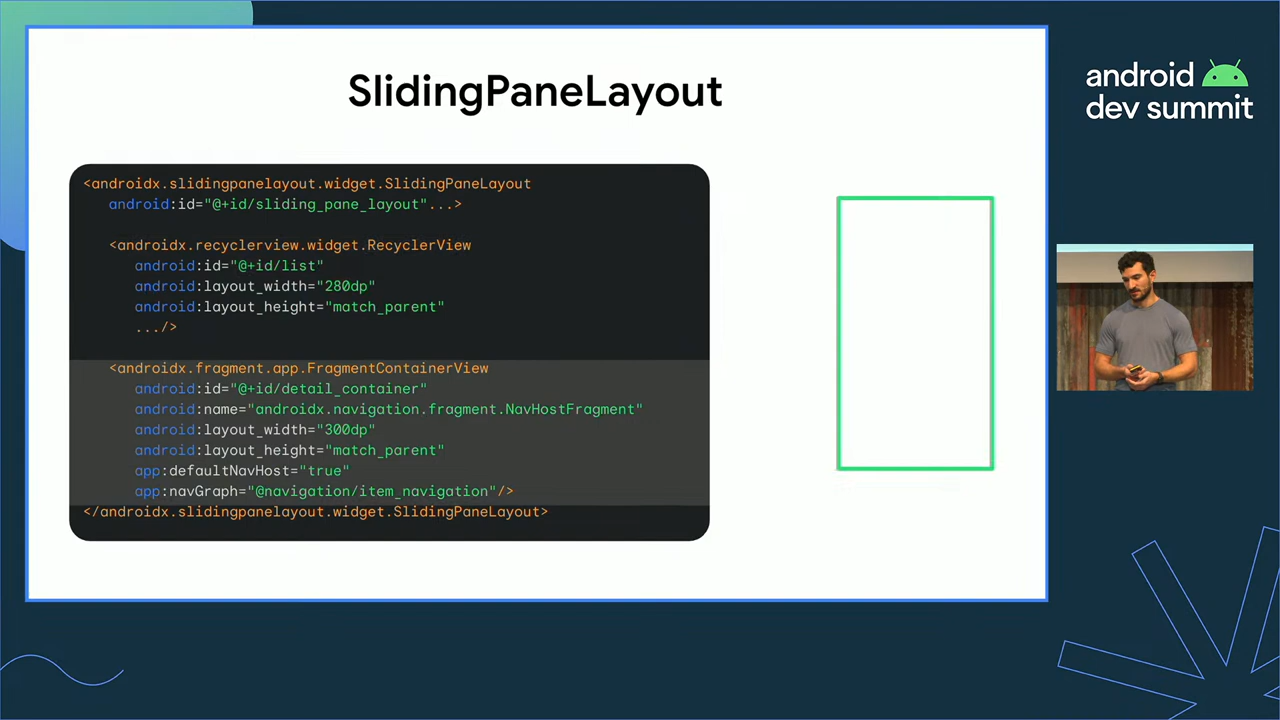 SlidingPaneLayout
android
dev summit
<androidx.slidingpanelayout.widget.SlidingPaneLayout
android:id="@+id/sliding_pane_layout"...>
<androidx.recyclerview.widget.RecyclerView
android:id="@+id/list"
android:layout_width="280dp"
android:layout_height="match_parent"
.../>
<androidx.fragment.app.FragmentContainerView
android:id="@+id/detail_container"
android:name="androidx.navigation.fragment.NavHostFragment"
android:layout_width="300dp"
android:layout_height="match_parent"
app:defaultNavHost="true"
app:navGraph="@navigation/item_navigation"/>
</androidx.slidingpanelayout.widget.SlidingPaneLayout>